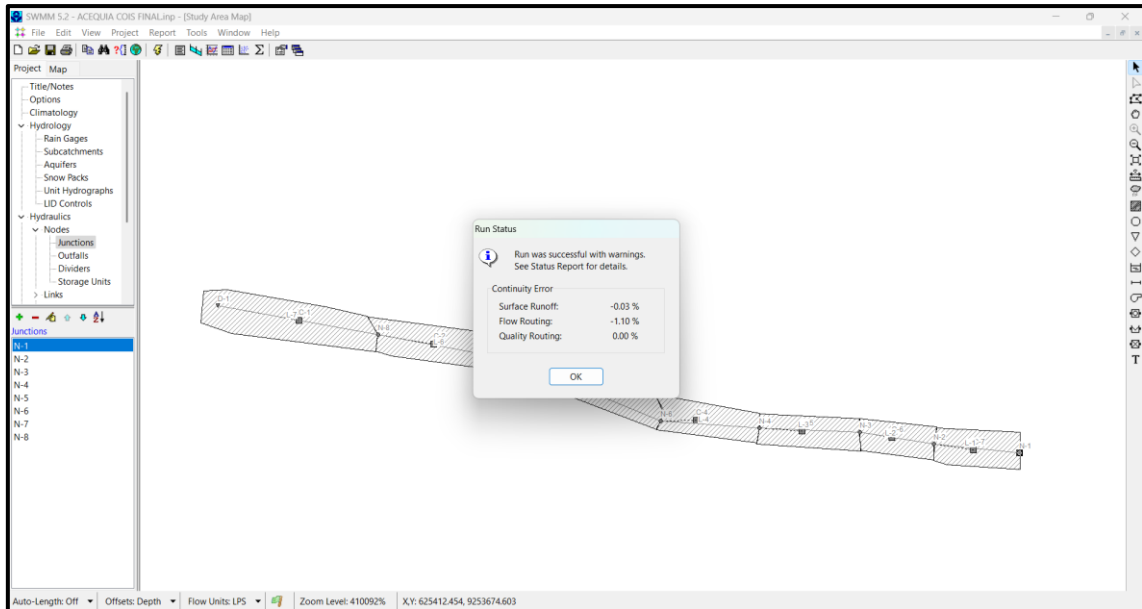 SWMM 5.2 - ACEQUIA COIS FINAL.inp - [Study Area Map]
File Edit View Project Report Tools Window Help
Project Map
Title/Notes
Options
Climatology
Hydrology
Rain Gages
Subcatchments
Aquifers
Snow Packs
Unit Hydrographs
LID Controls
Hydraulics
Nodes
Junctions
Outfalls
Dividers
Storage Units
Links
Junctions
N-1
N-2
N-3
N-4
N-5
N-6
N-7
N-8
Run Status
Run was successful with warnings.
See Status Report for details.
Continuity Error
Surface Runoff: -0.03 %
Flow Routing: -1.10 %
Quality Routing: 0.00 %
OK
N-8
C-4
L-4
N-4
N-3
N-2
N-1
Auto-Length: Off Offsets: Depth Flow Units: LPS Zoom Level: 410092% X,Y: 625412.454, 9253674.603